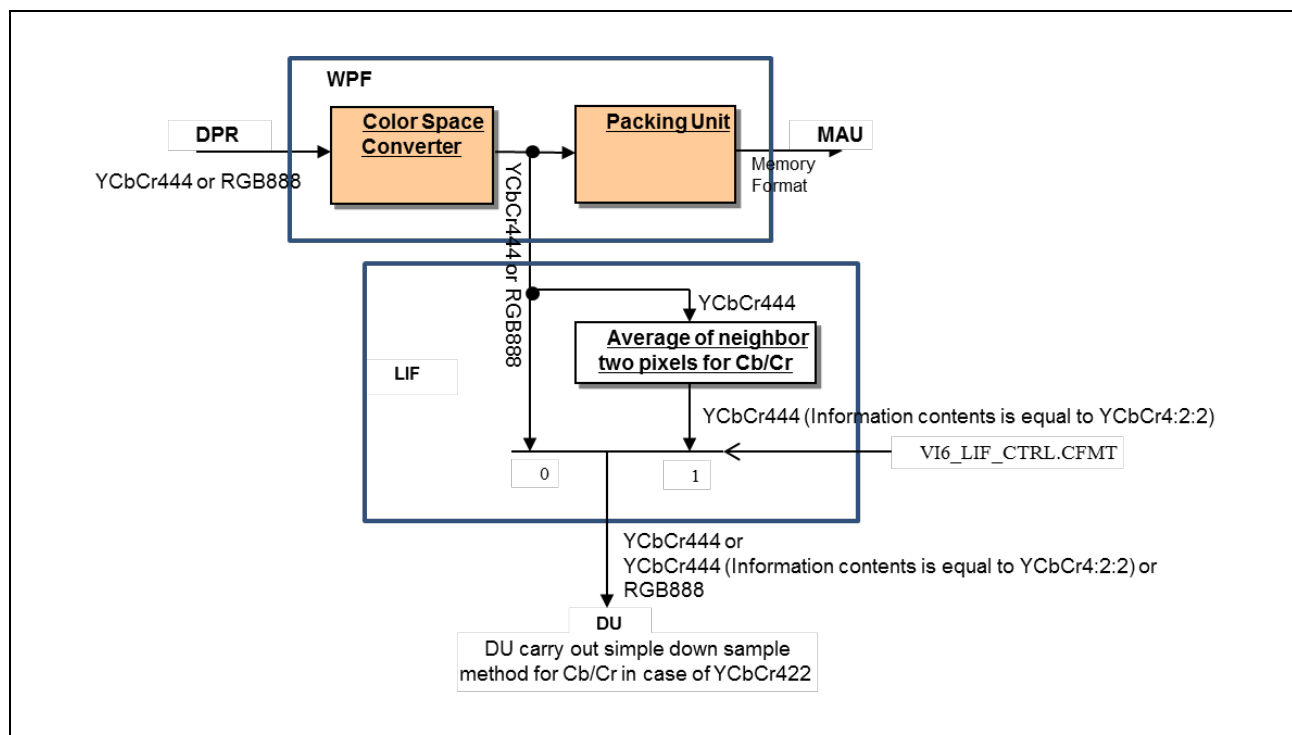 WPF
DPR
Color Space
Converter
Packing Unit
MAU
YCbCr444 or RGB888
Memory
Format
YCbCr444 or RGB888
YCbCr444
Average of neighbor
two pixels for Cb/Cr
LIF
YCbCr444 (Information contents is equal to YCbCr4:2:2)
VI6_LIF_CTRL.CFMT
0
1
YCbCr444 or
YCbCr444 (Information contents is equal to YCbCr4:2:2) or
RGB888
DU
DU carry out simple down sample
method for Cb/Cr in case of YCbCr422